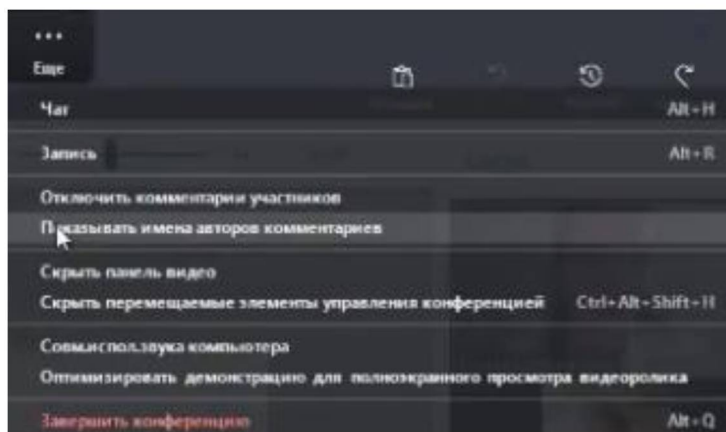 Еще
Чат Alt+H
Запись Alt+R
Отключить комментарии участников
Показывать имена авторов комментариев
Скрыть панель видео
Скрыть перемещаемые элементы управления конференцией Ctrl+Alt+Shift+H
Совм.испол.звука компьютера
Оптимизировать демонстрацию для полноэкранного просмотра видеоролика
Завершить конференцию Alt+Q